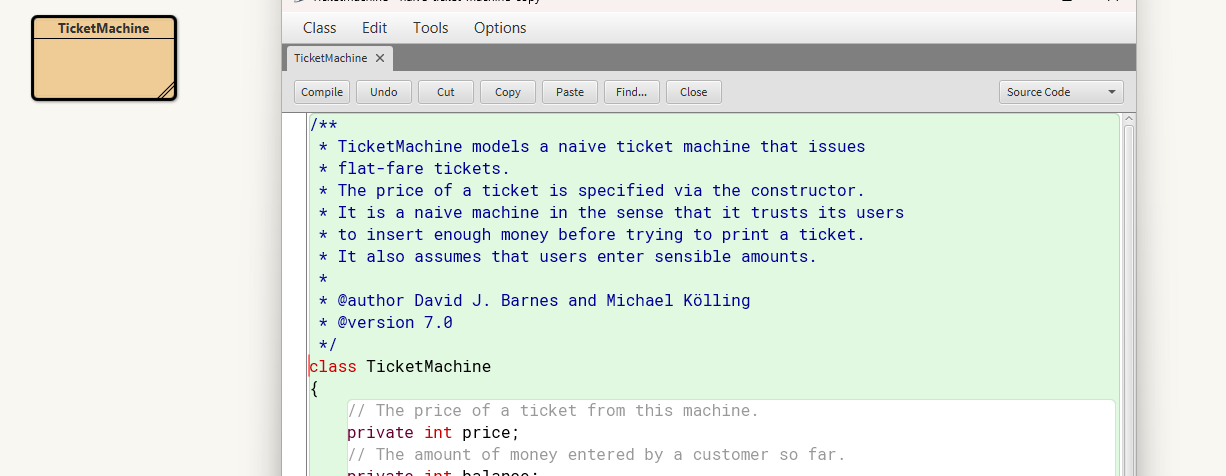 TicketMachine
Class Edit Tools Options
TicketMachine ✕
Compile Undo Cut Copy Paste Find... Close Source Code
/**
* TicketMachine models a naive ticket machine that issues
* flat-fare tickets.
* The price of a ticket is specified via the constructor.
* It is a naive machine in the sense that it trusts its users
* to insert enough money before trying to print a ticket.
* It also assumes that users enter sensible amounts.
*
* @author David J. Barnes and Michael Kölling
* @version 7.0
*/
class TicketMachine
{
// The price of a ticket from this machine.
private int price;
// The amount of money entered by a customer so far.
private int balance;